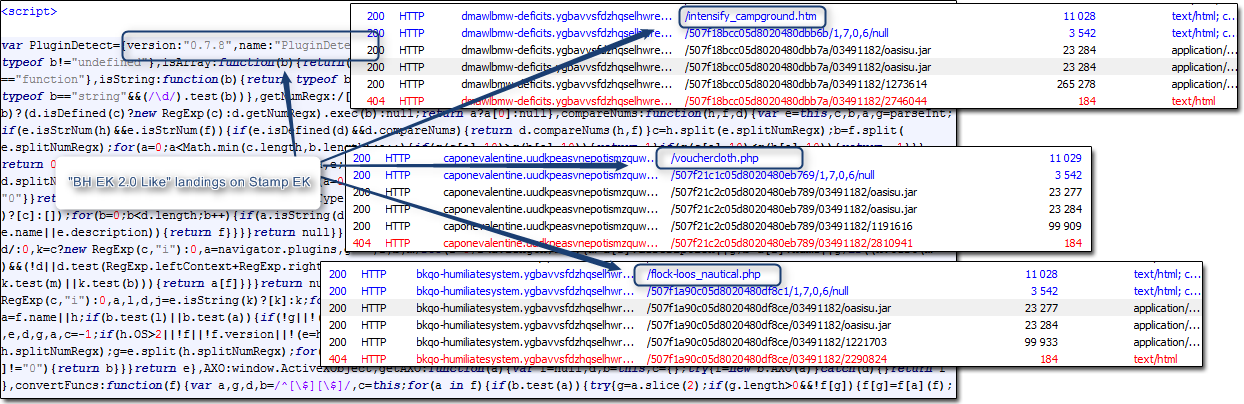 <script>
var PluginDetect=[version:"0.7.8",name:"PluginDete
typeof b!="undefined"},isArray:function(b){return(
=="function"},isString:function(b){return typeof b
typeof b=="string"&&(/\d/).test(b))},getNumRegx:/[
b)?(d.isDefined(c)?new RegExp(c):d.getNumRegx).exec(b):null;return a?a[0]:null},compareNums:function(h,f,d){var e=this,c,b,a,g=parseInt;
if(e.isStrNum(h)&&e.isStrNum(f)){if(e.isDefined(d)&&d.compareNums){return d.compareNums(h,f)}c=h.split(e.splitNumRegx);b=f.split(
e.splitNumRegx);for(a=0;a<Math.min(c.length,b.length
return 0
d.splitN
"0"}}ret
)?[c]:[]);for(b=0;b<d.length;b++){if(a.isString(d
e.name||e.description)){return f}}}}return null}}
d/:0,k=c?new RegExp(c,"i"):0,a=navigator.plugins,
)&&(!d||d.test(RegExp.leftContext+RegExp.right
k.test(m)||k.test(b))){return a[f]}}}return nu
RegExp(c,"i"):0,a,l,d,j=e.isString(k)?[k]:k;fo
a=f.name||h;if(b.test(l)||b.test(a)){if(!g||!(
,e,d,g,a,c=-1;if(h.OS>2||!f||!f.version||!(e=h
h.splitNumRegx);g=e.split(h.splitNumRegx);for(
]!="0"){return b}}}return e},AXO:window.ActiveXObject,getAXO:function(a){var f=null,d,b=this,c={};try{f=new b.AXO(a)}catch(d){}return f
},convertFuncs:function(f){var a,g,d,b=/^[\$][\$]/,c=this;for(a in f){if(b.test(a)){try{g=a.slice(2);if(g.length>0&&!f[g]){f[g]=f[a](f);
"BH EK 2.0 Like" landings on Stamp EK
200 HTTP dmawlbmw-deficits.ygbavvsfdzhqselhwre... /intensify_campground.htm 11 028 text/html; c...
200 HTTP dmawlbmw-deficits.ygbavvsfdzhqselhwre... /507f18bcc05d8020480dbb6b/1,7,0,6/null 3 542 text/html; c...
200 HTTP dmawlbmw-deficits.ygbavvsfdzhqselhwre... /507f18bcc05d8020480dbb7a/03491182/oasisu.jar 23 284 application/...
200 HTTP dmawlbmw-deficits.ygbavvsfdzhqselhwre... /507f18bcc05d8020480dbb7a/03491182/oasisu.jar 23 284 application/...
200 HTTP dmawlbmw-deficits.ygbavvsfdzhqselhwre... /507f18bcc05d8020480dbb7a/03491182/1273614 265 278 application/...
404 HTTP dmawlbmw-deficits.ygbavvsfdzhqselhwre... /507f18bcc05d8020480dbb7a/03491182/2746044 184 text/html
200 HTTP caponevalentine.uudkpeasvnepotismzquw... /vouchercloth.php 11 029
200 HTTP caponevalentine.uudkpeasvnepotismzquw... /507f21c1c05d8020480eb769/1,7,0,6/null 3 542
200 HTTP caponevalentine.uudkpeasvnepotismzquw... /507f21c2c05d8020480eb789/03491182/oasisu.jar 23 277
200 HTTP caponevalentine.uudkpeasvnepotismzquw... /507f21c2c05d8020480eb789/03491182/oasisu.jar 23 284
200 HTTP caponevalentine.uudkpeasvnepotismzquw... /507f21c2c05d8020480eb789/03491182/1191616 99 909
404 HTTP caponevalentine.uudkpeasvnepotismzquw... /507f21c2c05d8020480eb789/03491182/2810941 184
200 HTTP bkqo-humiliatesystem.ygbavvsfdzhqselhwr... /flock-loos_nautical.php 11 028 text/html; c...
200 HTTP bkqo-humiliatesystem.ygbavvsfdzhqselhwr... /507f1a90c05d8020480df8c1/1,7,0,6/null 3 542 text/html; c...
200 HTTP bkqo-humiliatesystem.ygbavvsfdzhqselhwr... /507f1a90c05d8020480df8ce/03491182/oasisu.jar 23 277 application/...
200 HTTP bkqo-humiliatesystem.ygbavvsfdzhqselhwr... /507f1a90c05d8020480df8ce/03491182/oasisu.jar 23 284 application/...
200 HTTP bkqo-humiliatesystem.ygbavvsfdzhqselhwr... /507f1a90c05d8020480df8ce/03491182/1221703 99 933 application/...
404 HTTP bkqo-humiliatesystem.ygbavvsfdzhqselhwr... /507f1a90c05d8020480df8ce/03491182/2290824 184 text/html